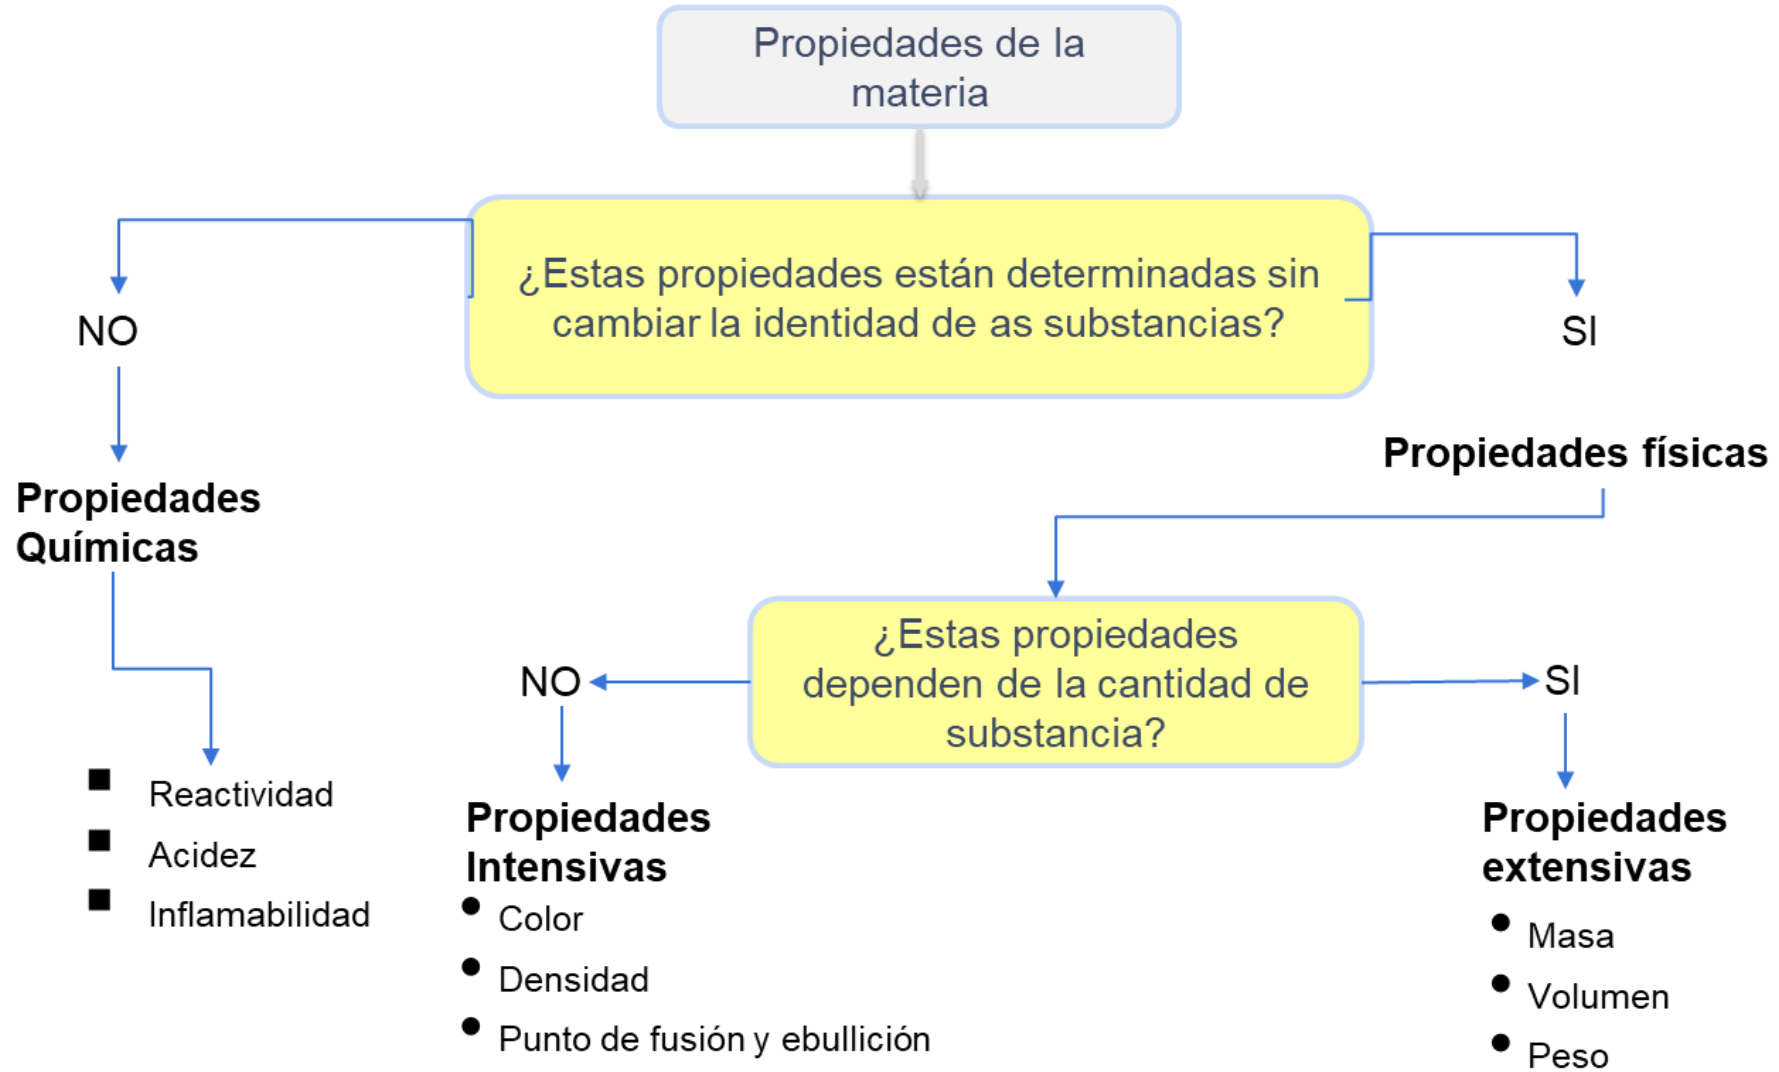 Propiedades de la
materia
¿Estas propiedades están determinadas sin
cambiar la identidad de as substancias?
NO
SI
Propiedades
Químicas
Reactividad
Acidez
Inflamabilidad
Propiedades físicas
¿Estas propiedades
dependen de la cantidad de
substancia?
NO
SI
Propiedades
Intensivas
Color
Densidad
Punto de fusión y ebullición
Propiedades
extensivas
Masa
Volumen
Peso